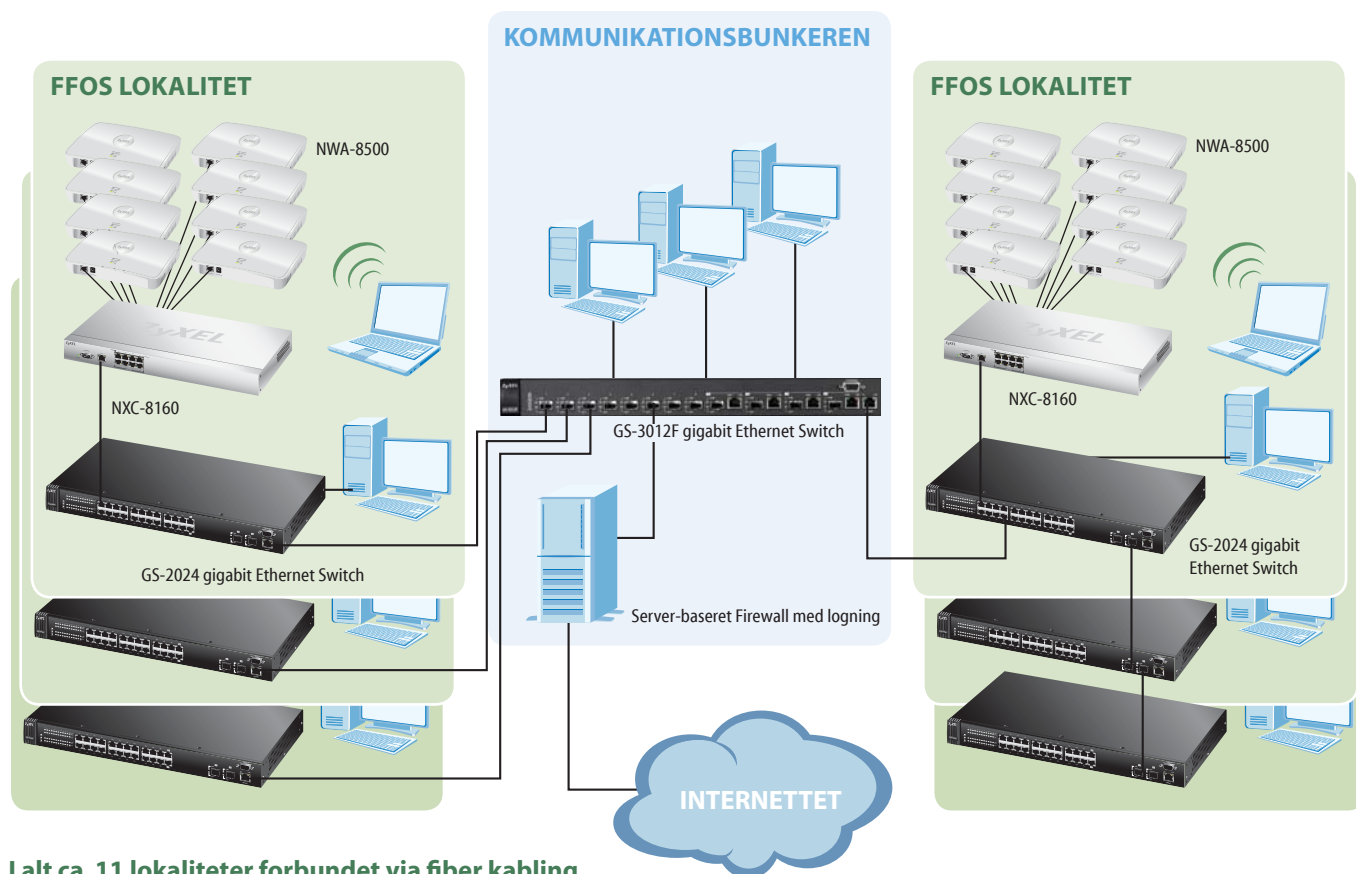 KOMMUNIKATIONSBUNKEREN
FFOS LOKALITET
FFOS LOKALITET
NWA-8500
NWA-8500
ZyXEL
ZyXEL
NXC-8160
NXC-8160
GS-3012F gigabit Ethernet Switch
GS-2024 gigabit Ethernet Switch
GS-2024 gigabit
Ethernet Switch
Server-baseret Firewall med logning
INTERNETTET
I alt ca. 11 lokaliteter forbundet via fiber kabling